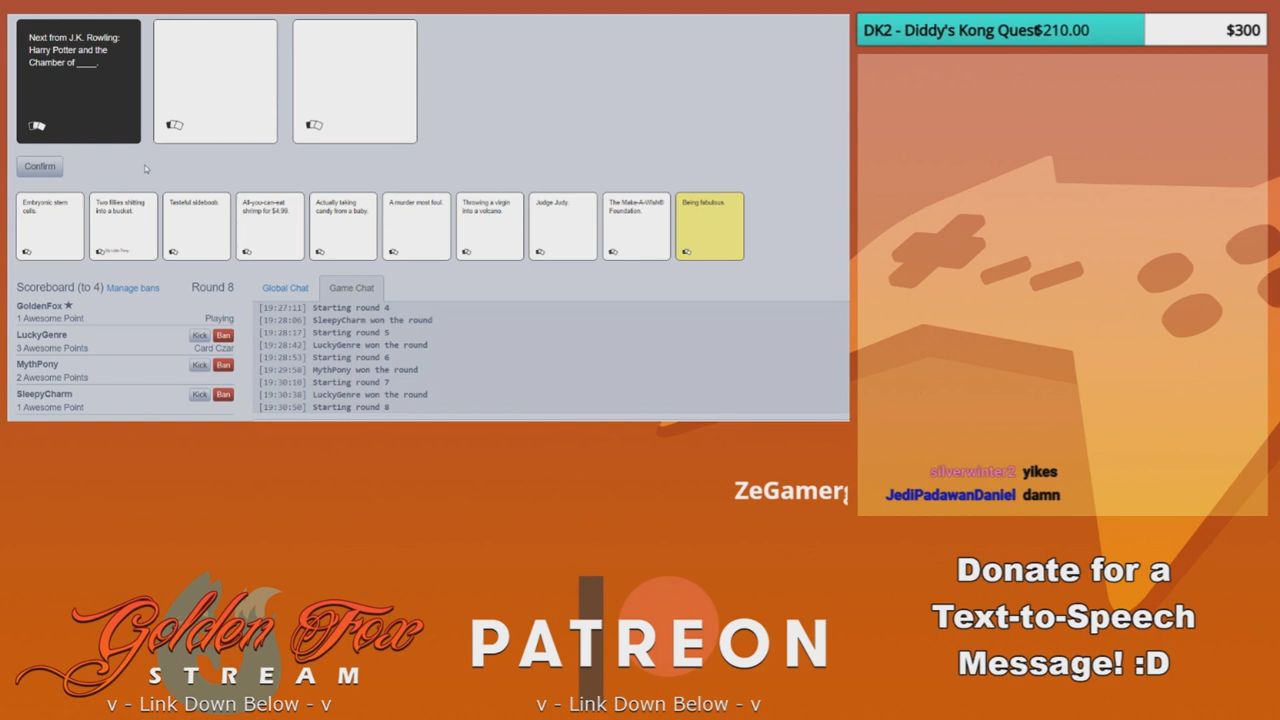 Next from J.K. Rowling:
Harry Potter and the
Chamber of ____.
Confirm
Embryonic stem
cells.
Two fillies shitting
into a bucket.
My Little Pony
Tasteful sideboob.
All-you-can-eat
shrimp for $4.99.
Actually taking
candy from a baby.
A murder most foul.
Throwing a virgin
into a volcano.
Judge Judy.
The Make-A-Wish®
Foundation.
Being fabulous.
Scoreboard (to 4) Manage bans Round 8
GoldenFox ★
1 Awesome Point Playing
LuckyGenre Kick Ban
3 Awesome Points Card Czar
MythPony Kick Ban
2 Awesome Points
SleepyCharm Kick Ban
1 Awesome Point
Global Chat Game Chat
[19:27:11] Starting round 4
[19:28:06] SleepyCharm won the round
[19:28:17] Starting round 5
[19:28:42] LuckyGenre won the round
[19:28:53] Starting round 6
[19:29:58] MythPony won the round
[19:30:10] Starting round 7
[19:30:38] LuckyGenre won the round
[19:30:50] Starting round 8
DK2 - Diddy's Kong Quest $210.00 $300
silverwinter2 yikes
JediPadawanDaniel damn
ZeGamerg
Donate for a
Text-to-Speech
Message! :D
Golden Fox
STREAM
v - Link Down Below - v
PATREON
v - Link Down Below - v